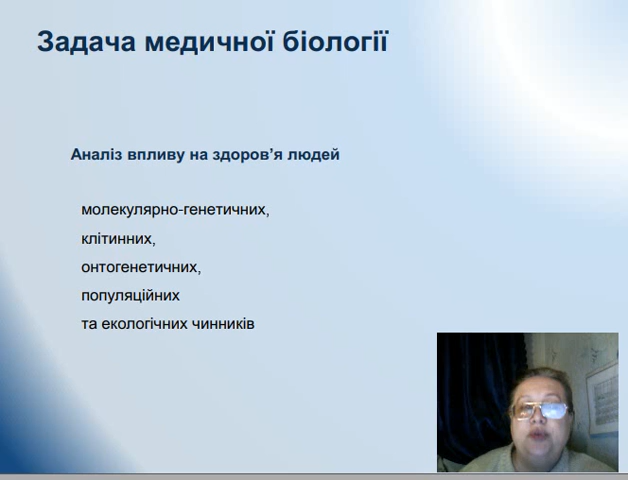 Задача медичної біології
Аналіз впливу на здоров’я людей
молекулярно-генетичних,
клітинних,
онтогенетичних,
популяційних
та екологічних чинників